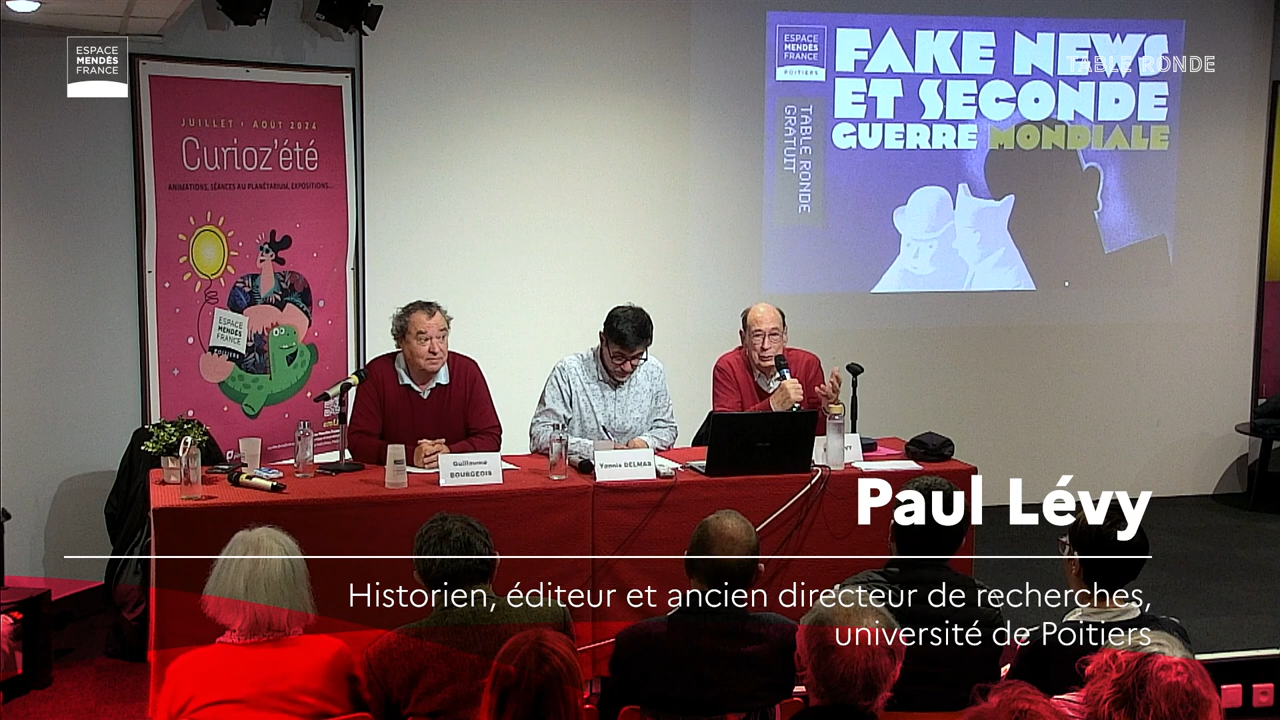 ESPACE
MENDÈS
FRANCE
JUILLET • AOÛT 2024
Curioz'été
ANIMATIONS, SÉANCES AU PLANÉTARIUM, EXPOSITIONS...
ESPACE
MENDÈS
FRANCE
POITIERS
ESPACE
MENDÈS
FRANCE
POITIERS
TABLE RONDE
GRATUIT
FAKE NEWS
ET SECONDE
GUERRE MONDIALE
TABLE RONDE
Guillaume
BOURGEOIS
Yannis DELMAS
Paul Lévy
Historien, éditeur et ancien directeur de recherches,
université de Poitiers